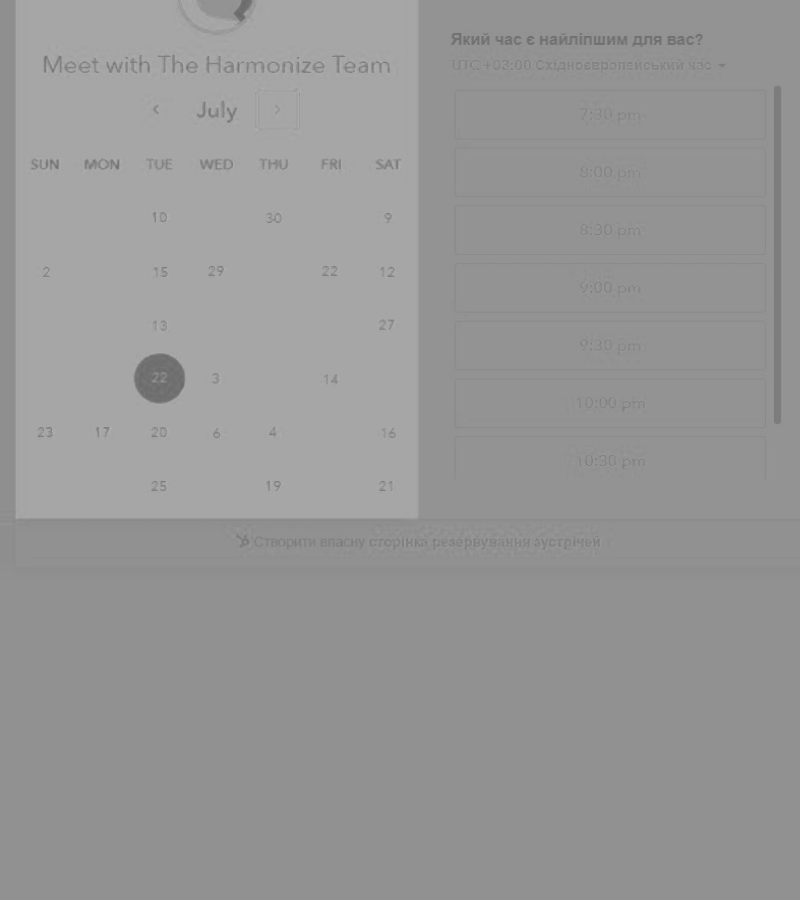 Meet with The Harmonize Team
July
SUN MON TUE WED THU FRI SAT
10 30 9
2 15 29 22 12
13 27
22 3 14
23 17 20 6 4 16
25 19 21
Який час є найліпшим для вас?
UTC +03:00 Східноєвропейський час
7:30 pm
8:00 pm
8:30 pm
9:00 pm
9:30 pm
10:00 pm
10:30 pm
Створити власну сторінка резервування зустрічей